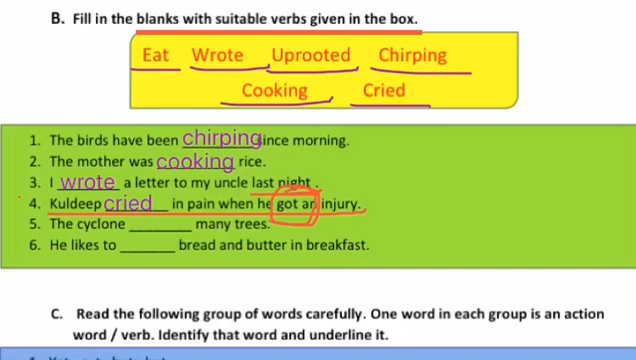 B. Fill in the blanks with suitable verbs given in the box.
Eat Wrote Uprooted Chirping
Cooking Cried
1. The birds have been chirping since morning.
2. The mother was cooking rice.
3. I wrote a letter to my uncle last night.
4. Kuldeep cried in pain when he got an injury.
5. The cyclone ________ many trees.
6. He likes to _______ bread and butter in breakfast.
C. Read the following group of words carefully. One word in each group is an action
word / verb. Identify that word and underline it.